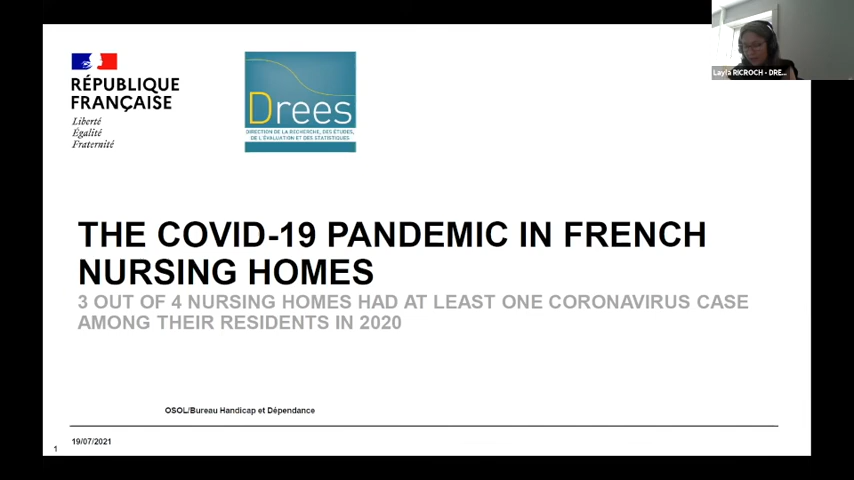 Layla RICROCH - DRE...
RÉPUBLIQUE
FRANÇAISE
Liberté
Égalité
Fraternité
Drees
DIRECTION DE LA RECHERCHE, DES ÉTUDES,
DE L'ÉVALUATION ET DES STATISTIQUES
THE COVID-19 PANDEMIC IN FRENCH
NURSING HOMES
3 OUT OF 4 NURSING HOMES HAD AT LEAST ONE CORONAVIRUS CASE
AMONG THEIR RESIDENTS IN 2020
OSOL/Bureau Handicap et Dépendance
19/07/2021
1